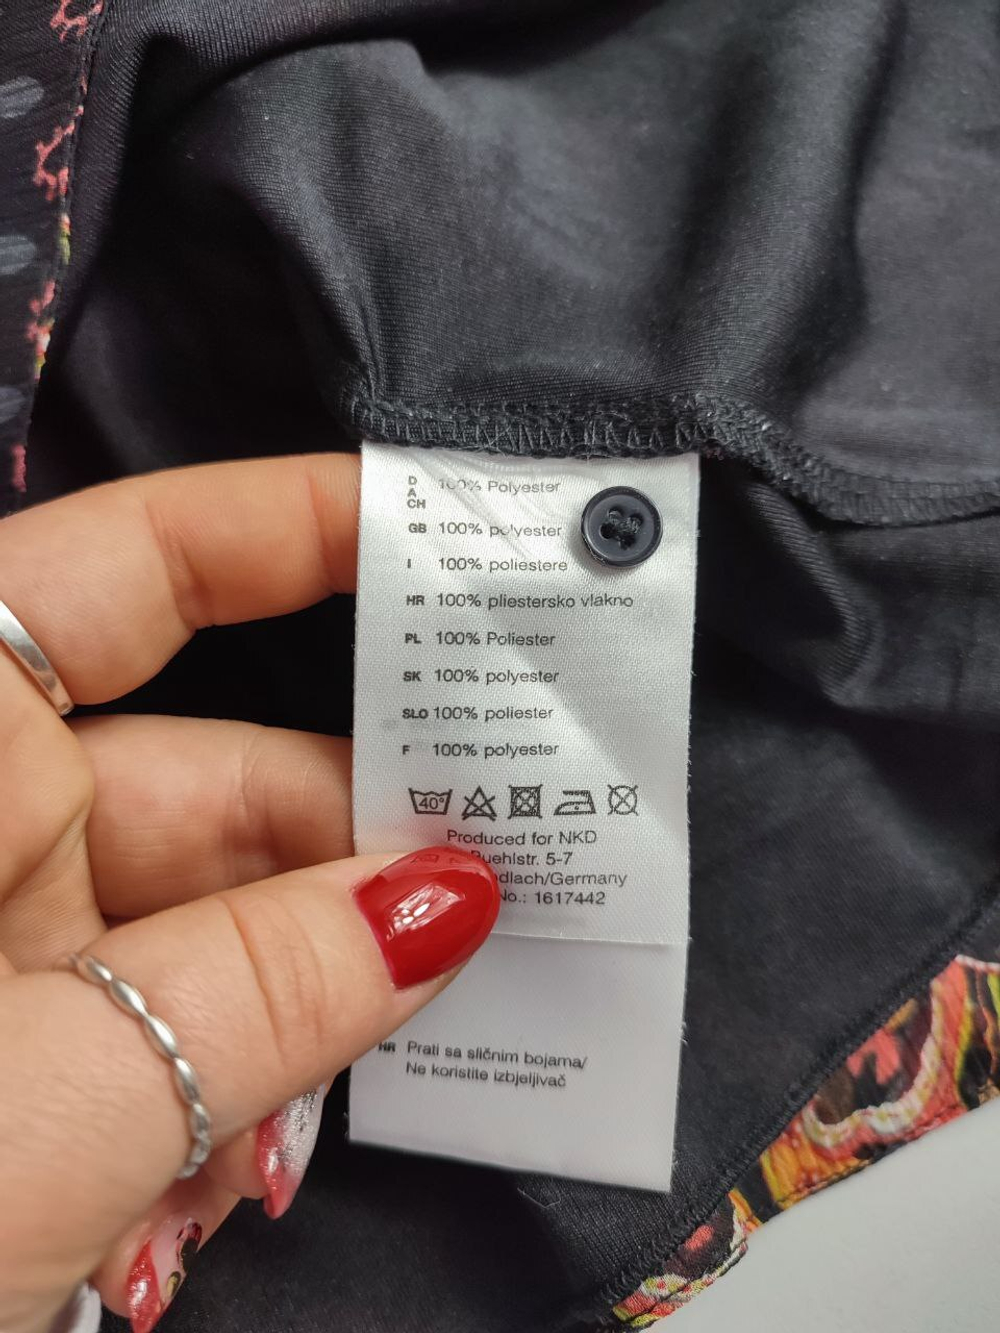 D A CH 100% Polyester
GB 100% polyester
I 100% poliestere
HR 100% pliestersko vlakno
PL 100% Poliester
SK 100% polyester
SLO 100% poliester
F 100% polyester
40°
Produced for NKD
5-7
/Germany
1617442
HR Prati sa sličnim bojama/
Ne koristite izbjeljivač